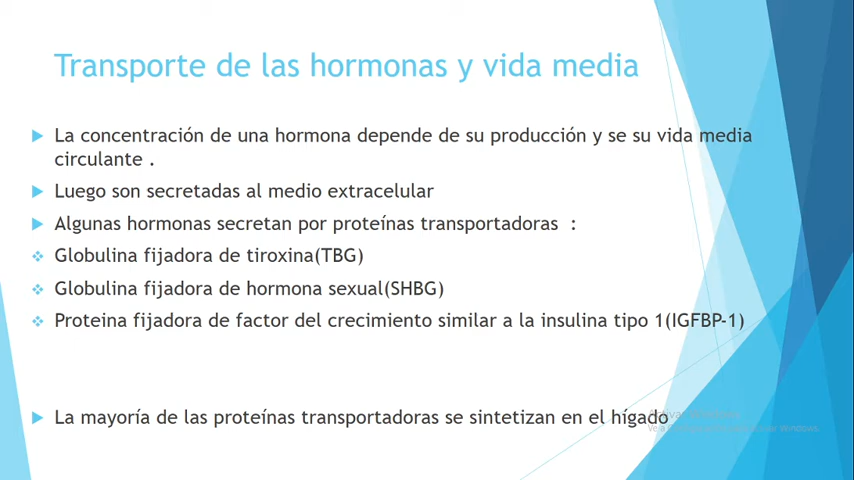 Transporte de las hormonas y vida media
La concentración de una hormona depende de su producción y se su vida media
circulante .
Luego son secretadas al medio extracelular
Algunas hormonas secretan por proteínas transportadoras :
Globulina fijadora de tiroxina(TBG)
Globulina fijadora de hormona sexual(SHBG)
Proteina fijadora de factor del crecimiento similar a la insulina tipo 1(IGFBP-1)
La mayoría de las proteínas transportadoras se sintetizan en el hígado